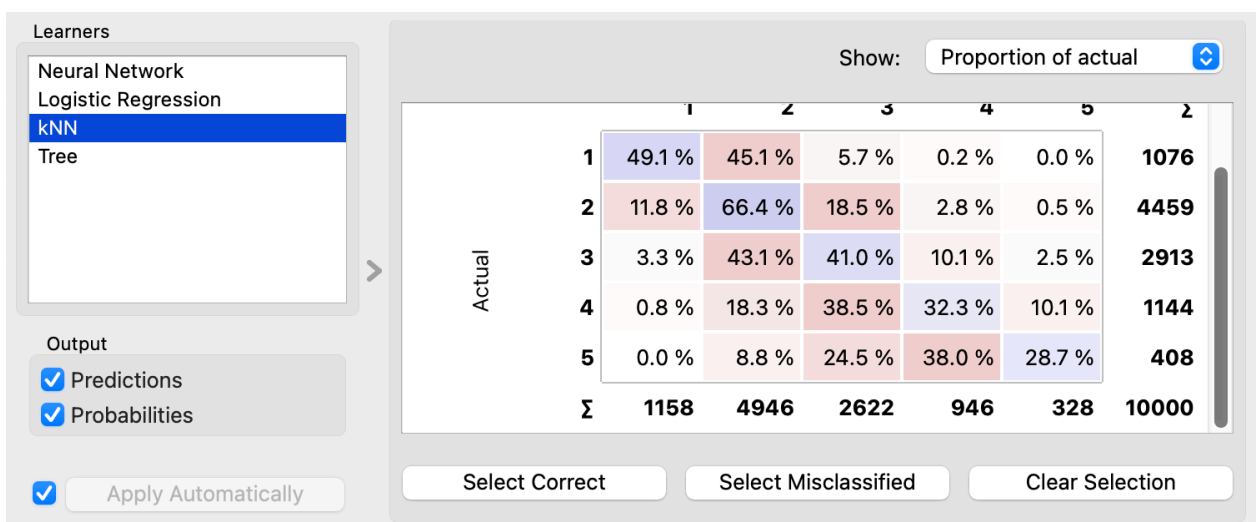 Learners
Neural Network
Logistic Regression
kNN
Tree
Output
Predictions
Probabilities
Apply Automatically
Show: Proportion of actual
1 2 3 4 5 Σ
1 49.1 % 45.1 % 5.7 % 0.2 % 0.0 % 1076
2 11.8 % 66.4 % 18.5 % 2.8 % 0.5 % 4459
3 3.3 % 43.1 % 41.0 % 10.1 % 2.5 % 2913
Actual
4 0.8 % 18.3 % 38.5 % 32.3 % 10.1 % 1144
5 0.0 % 8.8 % 24.5 % 38.0 % 28.7 % 408
Σ 1158 4946 2622 946 328 10000
Select Correct Select Misclassified Clear Selection